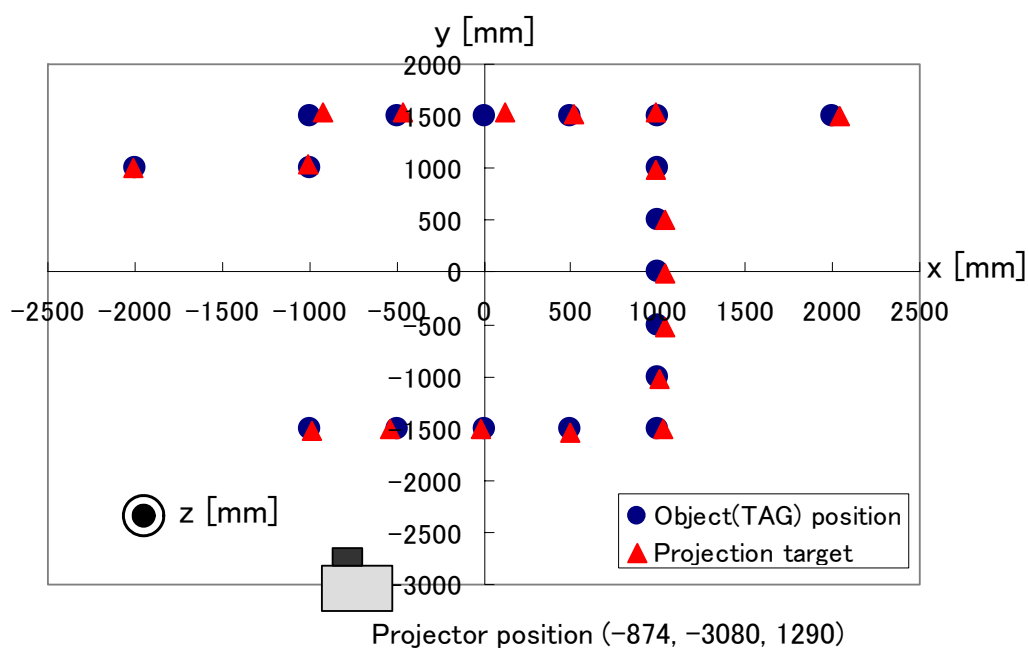 y [mm]
2000
1500
1000
500
0
x [mm]
-2500 -2000 -1500 -1000 -500 0 500 1000 1500 2000 2500
-500
-1000
-1500
-2000
-2500
-3000
z [mm]
Object(TAG) position
Projection target
Projector position (-874, -3080, 1290)